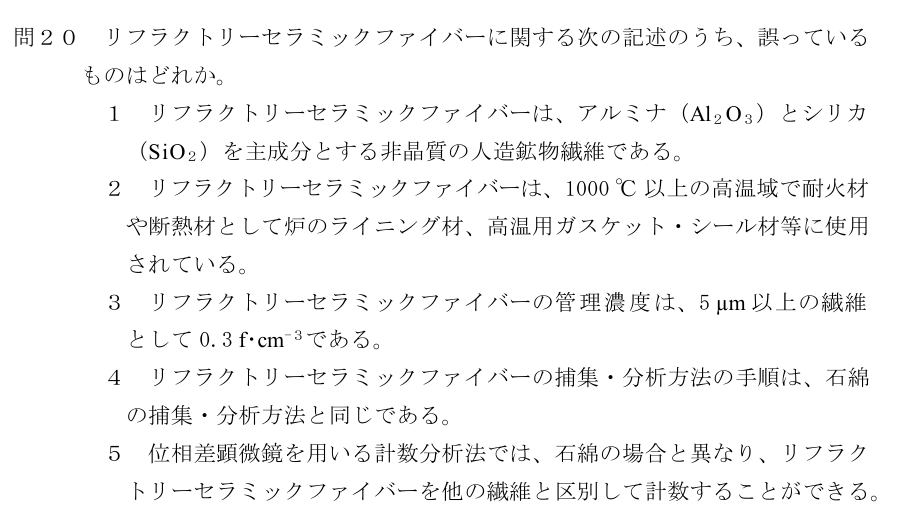 問２０　リフラクトリーセラミックファイバーに関する次の記述のうち、誤っている
ものはどれか。
１　リフラクトリーセラミックファイバーは、アルミナ（Al₂O₃）とシリカ
（SiO₂）を主成分とする非晶質の人造鉱物繊維である。
２　リフラクトリーセラミックファイバーは、1000 ℃ 以上の高温域で耐火材
や断熱材として炉のライニング材、高温用ガスケット・シール材等に使用
されている。
３　リフラクトリーセラミックファイバーの管理濃度は、5 µm 以上の繊維
として 0.3 f･cm⁻³である。
４　リフラクトリーセラミックファイバーの捕集・分析方法の手順は、石綿
の捕集・分析方法と同じである。
５　位相差顕微鏡を用いる計数分析法では、石綿の場合と異なり、リフラク
トリーセラミックファイバーを他の繊維と区別して計数することができる。